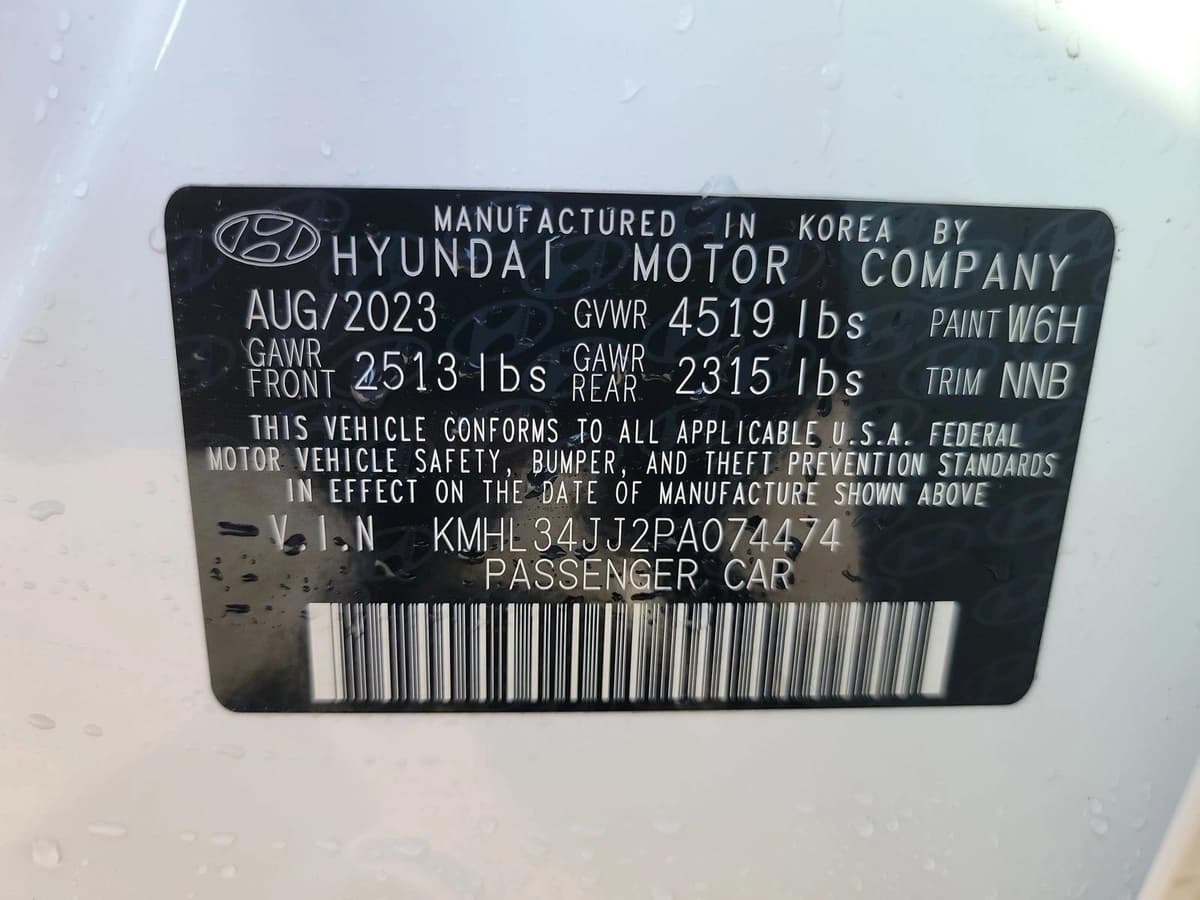 MANUFACTURED IN KOREA BY
HYUNDAI MOTOR COMPANY
AUG/2023 GVWR 4519 lbs PAINT W6H
GAWR FRONT 2513 lbs GAWR REAR 2315 lbs TRIM NNB
THIS VEHICLE CONFORMS TO ALL APPLICABLE U.S.A. FEDERAL
MOTOR VEHICLE SAFETY, BUMPER, AND THEFT PREVENTION STANDARDS
IN EFFECT ON THE DATE OF MANUFACTURE SHOWN ABOVE
V.I.N KMHL34JJ2PA074474
PASSENGER CAR